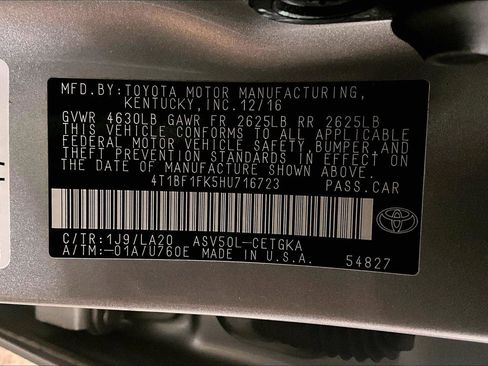 MFD.BY:TOYOTA MOTOR MANUFACTURING,
KENTUCKY,INC.12/16
GVWR 4630LB GAWR FR 2625LB RR 2625LB
THIS VEHICLE CONFORMS TO ALL APPLICABLE
FEDERAL MOTOR VEHICLE SAFETY, BUMPER, AND
THEFT PREVENTION STANDARDS IN EFFECT ON
THE DATE OF MANUFACTURE SHOWN ABOVE.
4T1BF1FK5HU716723 PASS.CAR
C/TR:1J9/LA20 ASV50L-CETGKA
A/TM:-01A/U760E MADE IN U.S.A. 54827